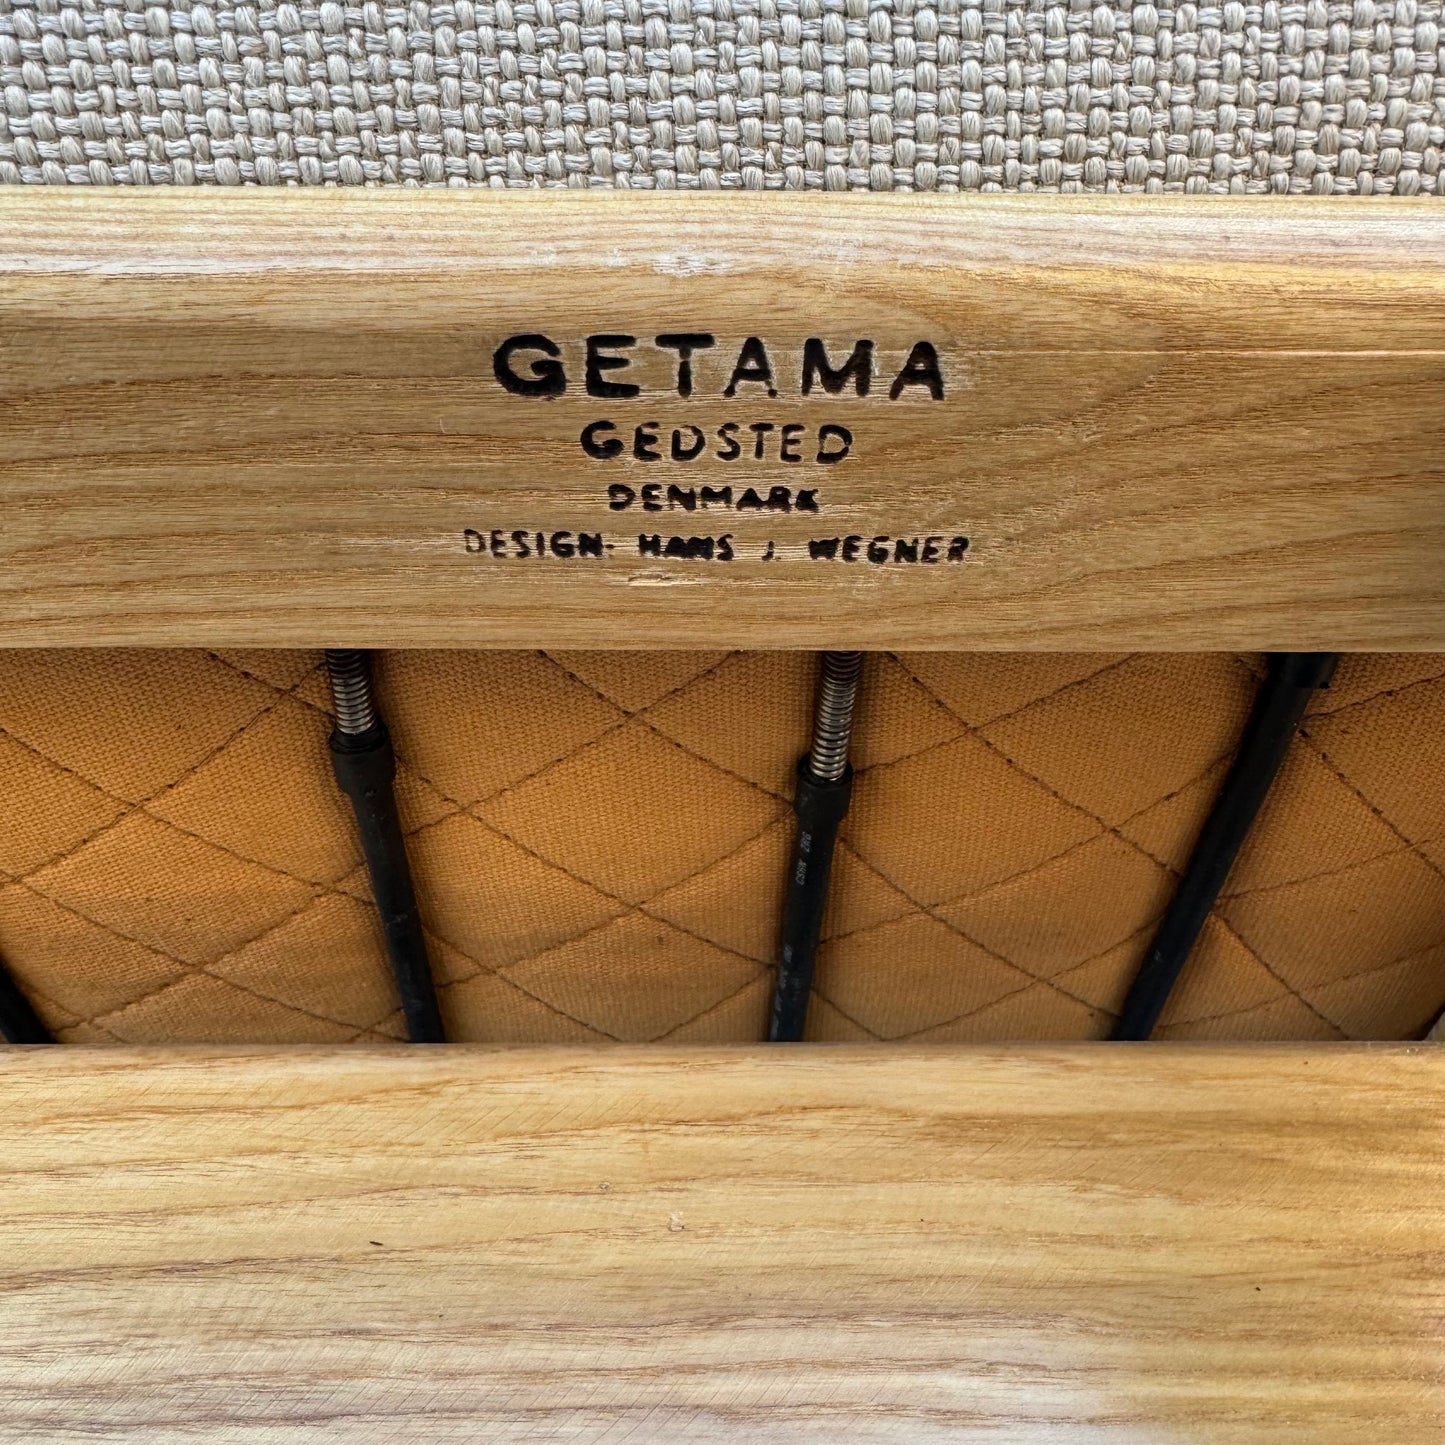 GETAMA
GEDSTED
DENMARK
DESIGN· HANS J. WEGNER